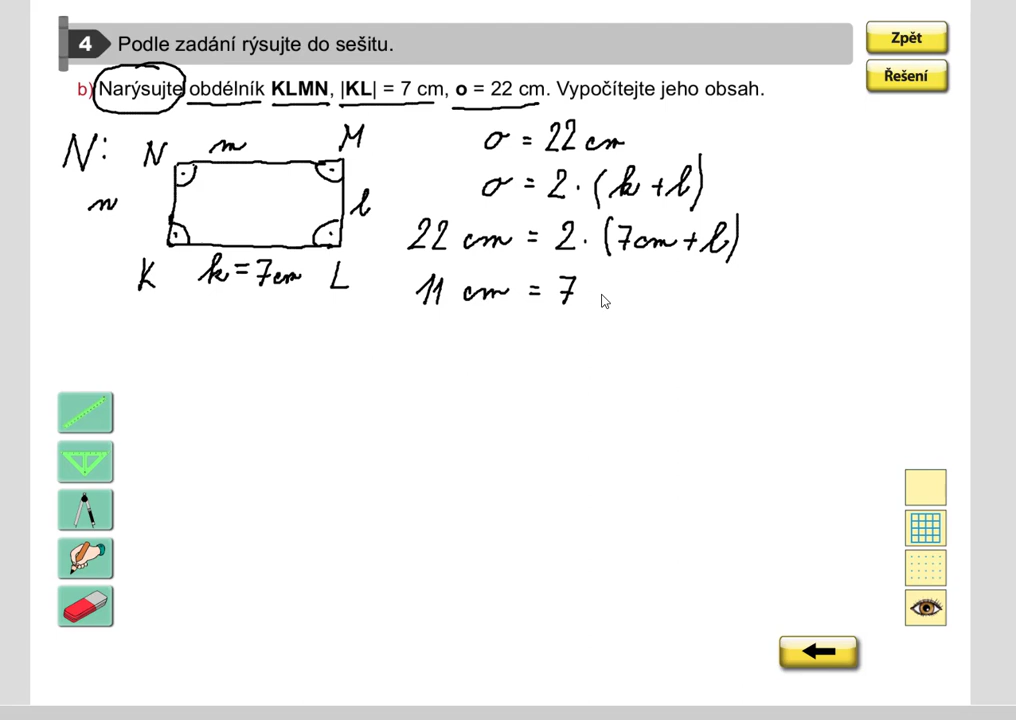 4 Podle zadání rýsujte do sešitu.
Zpět
Řešení
b) Narýsujte obdélník KLMN, |KL| = 7 cm, o = 22 cm. Vypočítejte jeho obsah.
N: N m M
n l
K k = 7cm L
o = 22 cm
o = 2 · (k + l)
22 cm = 2 · (7cm + l)
11 cm = 7